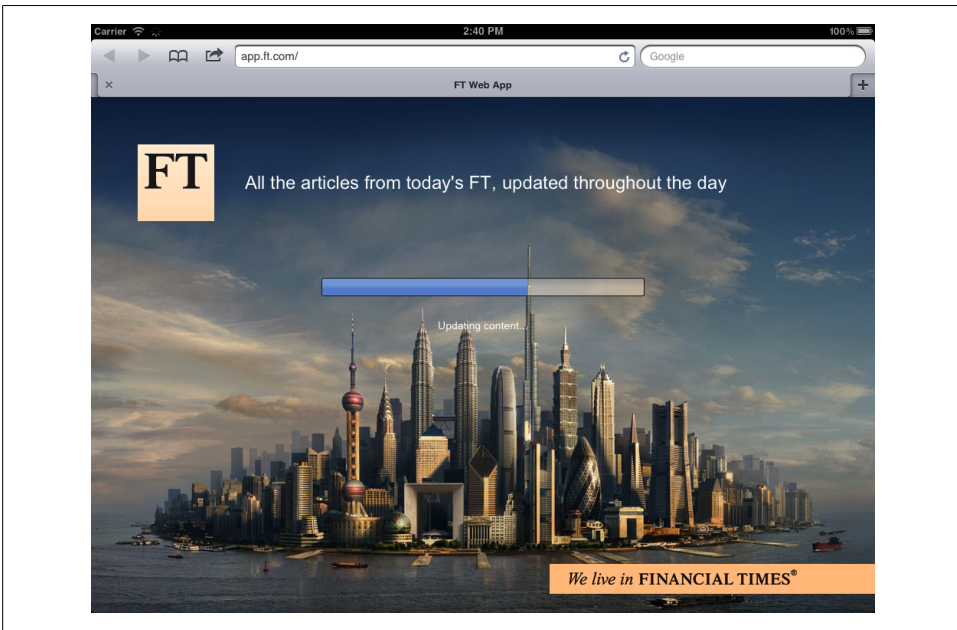 Carrier 2:40 PM 100%
app.ft.com/ Google
FT Web App
FT
All the articles from today's FT, updated throughout the day
Updating content...
We live in FINANCIAL TIMES®